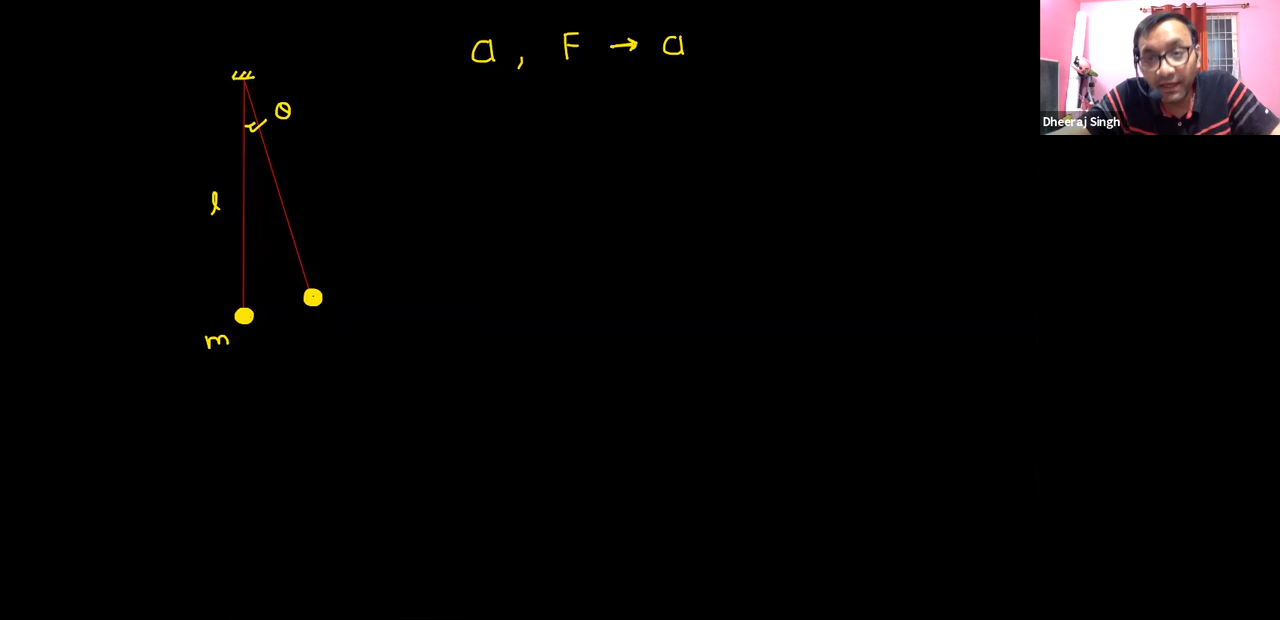 a , F → a
θ
l
m
Dheeraj Singh